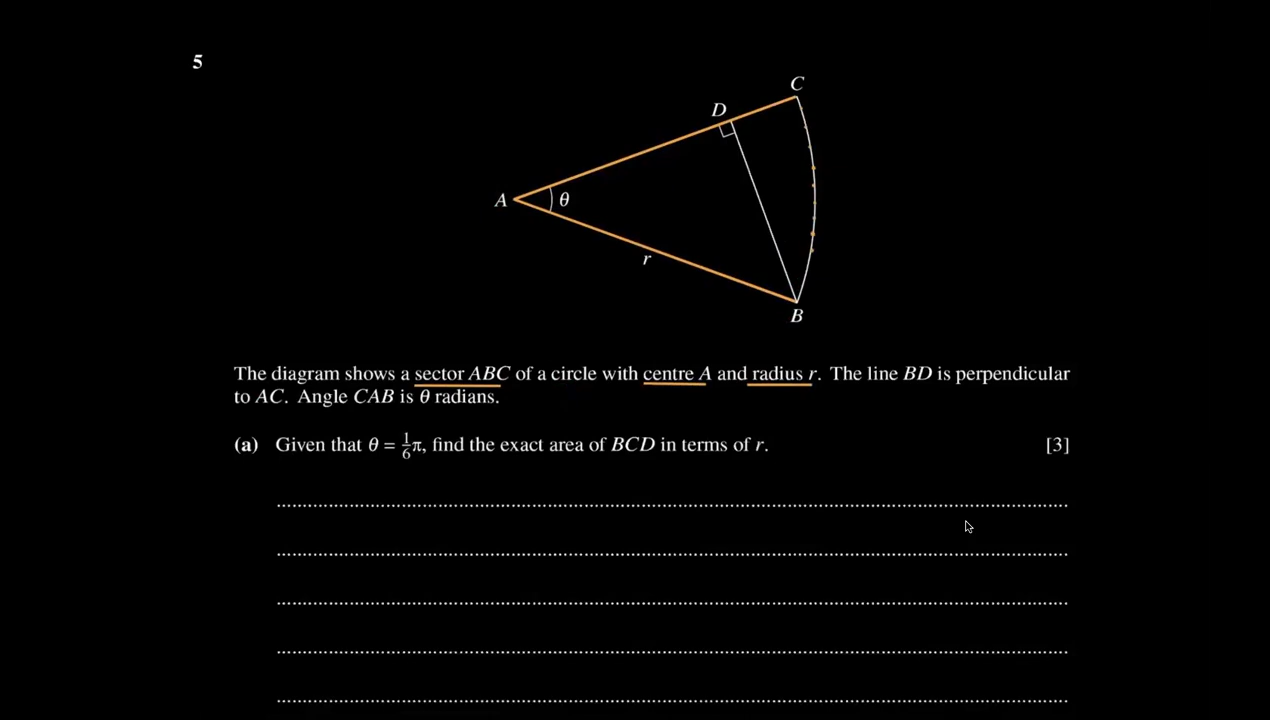 5
C
D
A
θ
r
B
The diagram shows a sector ABC of a circle with centre A and radius r. The line BD is perpendicular
to AC. Angle CAB is θ radians.
(a) Given that θ = 1/6 π, find the exact area of BCD in terms of r. [3]